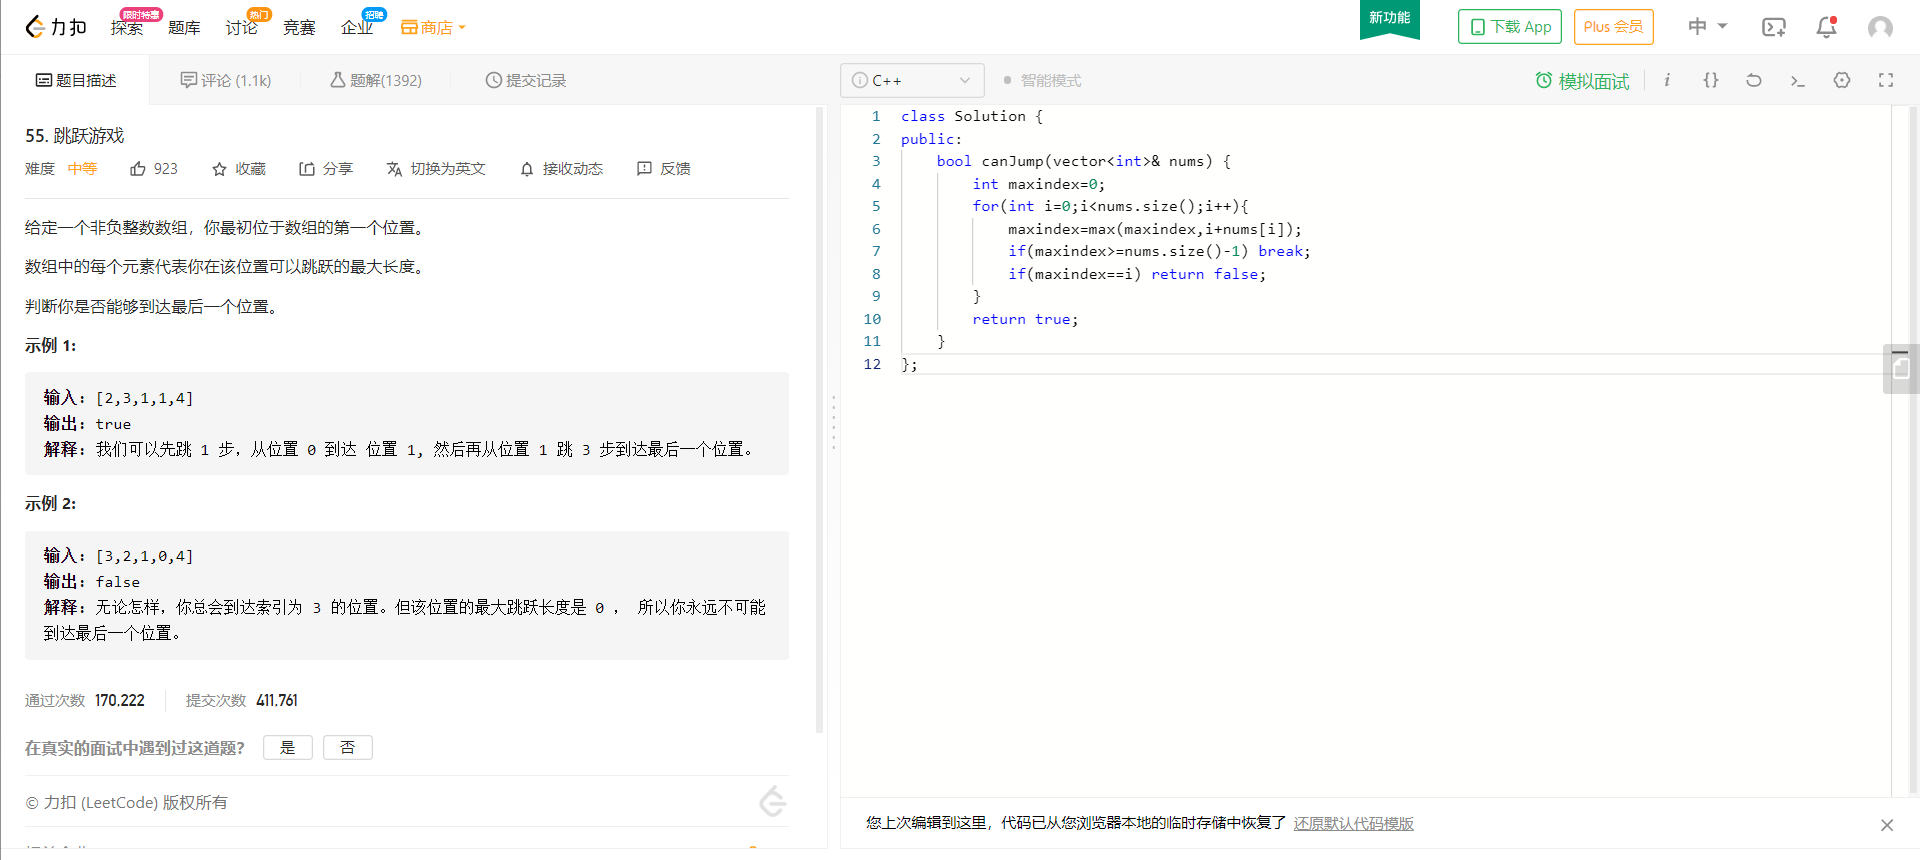 力扣
探索
限时特惠
题库
讨论
热门
竞赛
企业
招聘
商店
新功能
下载 App
Plus 会员
中
题目描述
评论 (1.1k)
题解(1392)
提交记录
C++
智能模式
模拟面试
55. 跳跃游戏
难度 中等 923 收藏 分享 切换为英文 接收动态 反馈
给定一个非负整数数组，你最初位于数组的第一个位置。
数组中的每个元素代表你在该位置可以跳跃的最大长度。
判断你是否能够到达最后一个位置。
示例 1:
输入: [2,3,1,1,4]
输出: true
解释: 我们可以先跳 1 步，从位置 0 到达 位置 1, 然后再从位置 1 跳 3 步到达最后一个位置。
示例 2:
输入: [3,2,1,0,4]
输出: false
解释: 无论怎样，你总会到达索引为 3 的位置。但该位置的最大跳跃长度是 0 ， 所以你永远不可能
到达最后一个位置。
通过次数 170,222 提交次数 411,761
在真实的面试中遇到过这道题? 是 否
© 力扣 (LeetCode) 版权所有
1 class Solution {
2 public:
3     bool canJump(vector<int>& nums) {
4         int maxindex=0;
5         for(int i=0;i<nums.size();i++){
6             maxindex=max(maxindex,i+nums[i]);
7             if(maxindex>=nums.size()-1) break;
8             if(maxindex==i) return false;
9         }
10         return true;
11     }
12 };
您上次编辑到这里，代码已从您浏览器本地的临时存储中恢复了 还原默认代码模版